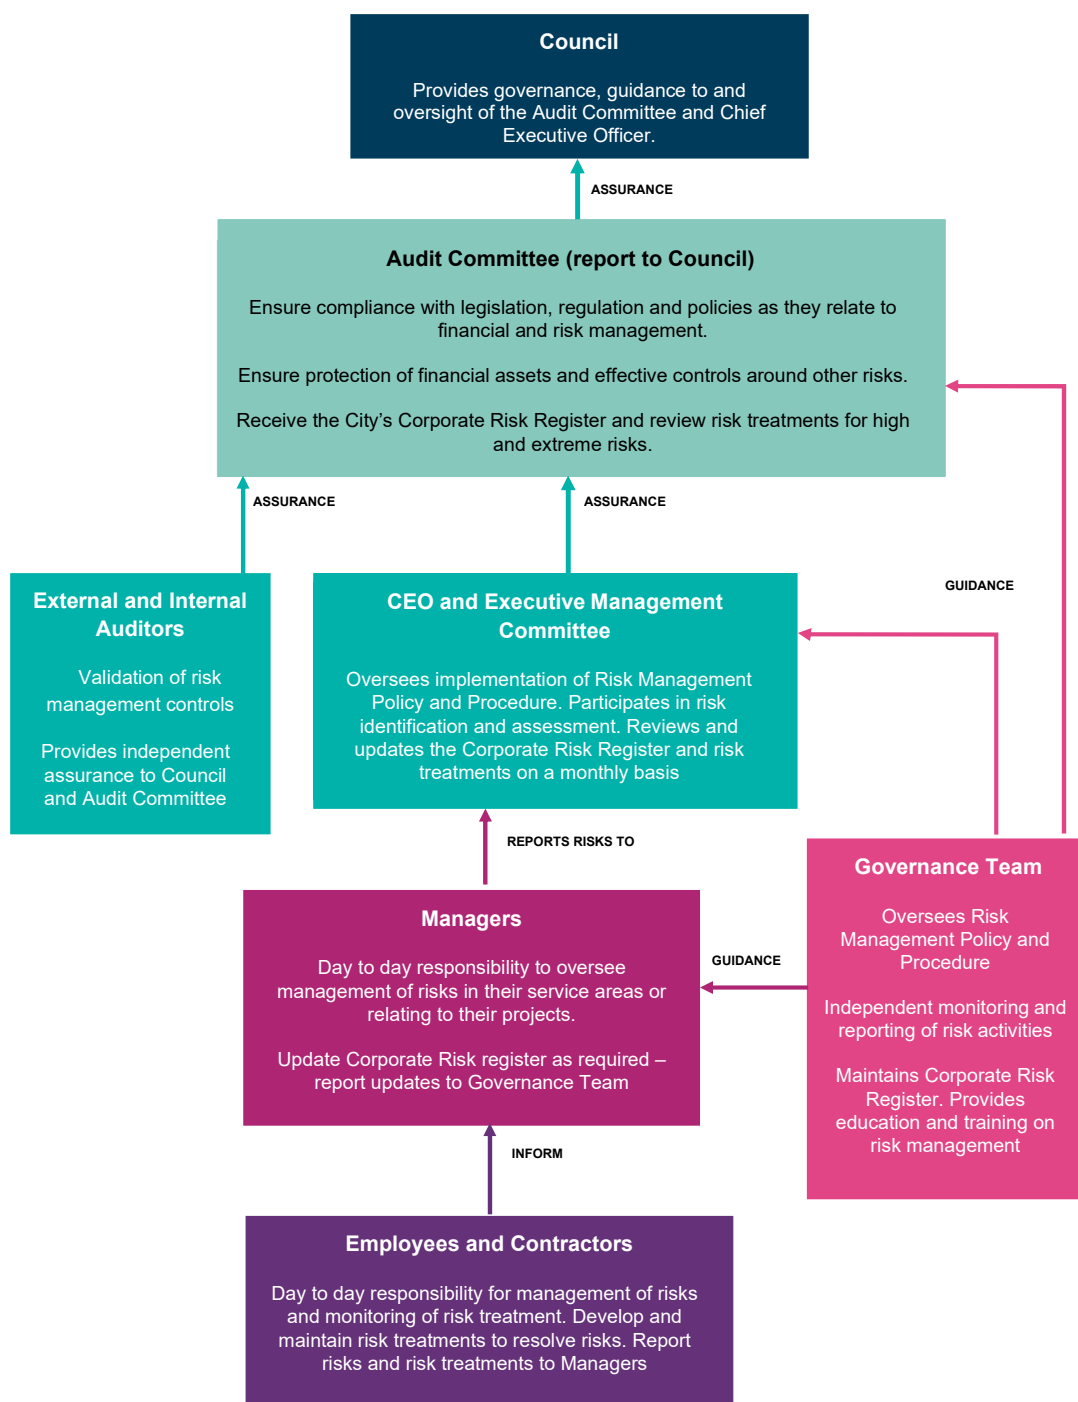 Council
Provides governance, guidance to and
oversight of the Audit Committee and Chief
Executive Officer.
ASSURANCE
Audit Committee (report to Council)
Ensure compliance with legislation, regulation and policies as they relate to
financial and risk management.
Ensure protection of financial assets and effective controls around other risks.
Receive the City’s Corporate Risk Register and review risk treatments for high
and extreme risks.
ASSURANCE
ASSURANCE
GUIDANCE
External and Internal
Auditors
Validation of risk
management controls
Provides independent
assurance to Council
and Audit Committee
CEO and Executive Management
Committee
Oversees implementation of Risk Management
Policy and Procedure. Participates in risk
identification and assessment. Reviews and
updates the Corporate Risk Register and risk
treatments on a monthly basis
REPORTS RISKS TO
Managers
Day to day responsibility to oversee
management of risks in their service areas or
relating to their projects.
Update Corporate Risk register as required –
report updates to Governance Team
GUIDANCE
Governance Team
Oversees Risk
Management Policy and
Procedure
Independent monitoring and
reporting of risk activities
Maintains Corporate Risk
Register. Provides
education and training on
risk management
INFORM
Employees and Contractors
Day to day responsibility for management of risks
and monitoring of risk treatment. Develop and
maintain risk treatments to resolve risks. Report
risks and risk treatments to Managers